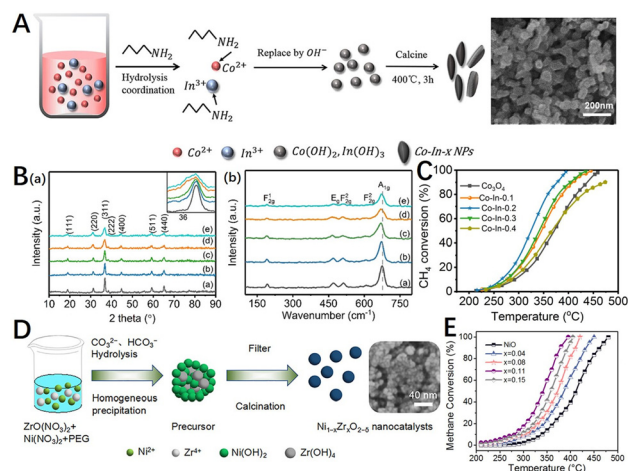 A
NH₂
NH₂
Hydrolysis
coordination
Co²⁺
In³⁺
NH₂
Replace by OH⁻
Calcine
400℃, 3h
200nm
Co²⁺
In³⁺
Co(OH)₂, In(OH)₃
Co-In-x NPs
B
(a)
Intensity (a.u.)
(111)
(220)
(311)
(222)
(400)
(511)
(440)
36
(e)
(d)
(c)
(b)
(a)
10 20 30 40 50 60 70 80 90
2 theta (°)
(b)
Intensity (a.u.)
F¹₂g
E_g
F²₂g
F²₂g
A₁g
(e)
(d)
(c)
(b)
(a)
150 300 450 600 750
Wavenumber (cm⁻¹)
C
CH₄ conversion (%)
100
80
60
40
20
0
Co₃O₄
Co-In-0.1
Co-In-0.2
Co-In-0.3
Co-In-0.4
200 250 300 350 400 450 500
Temperature (°C)
D
ZrO(NO₃)₂+
Ni(NO₃)₂+PEG
CO₃²⁻、HCO₃⁻
Hydrolysis
Homogeneous
precipitation
Precursor
Filter
Calcination
Ni₁₋ₓZrₓO₂₋δ nanocatalysts
40 nm
Ni²⁺
Zr⁴⁺
Ni(OH)₂
Zr(OH)₄
E
Methane Conversion (%)
100
80
60
40
20
0
NiO
x=0.04
x=0.08
x=0.11
x=0.15
200 250 300 350 400 450 500
Temperature (°C)